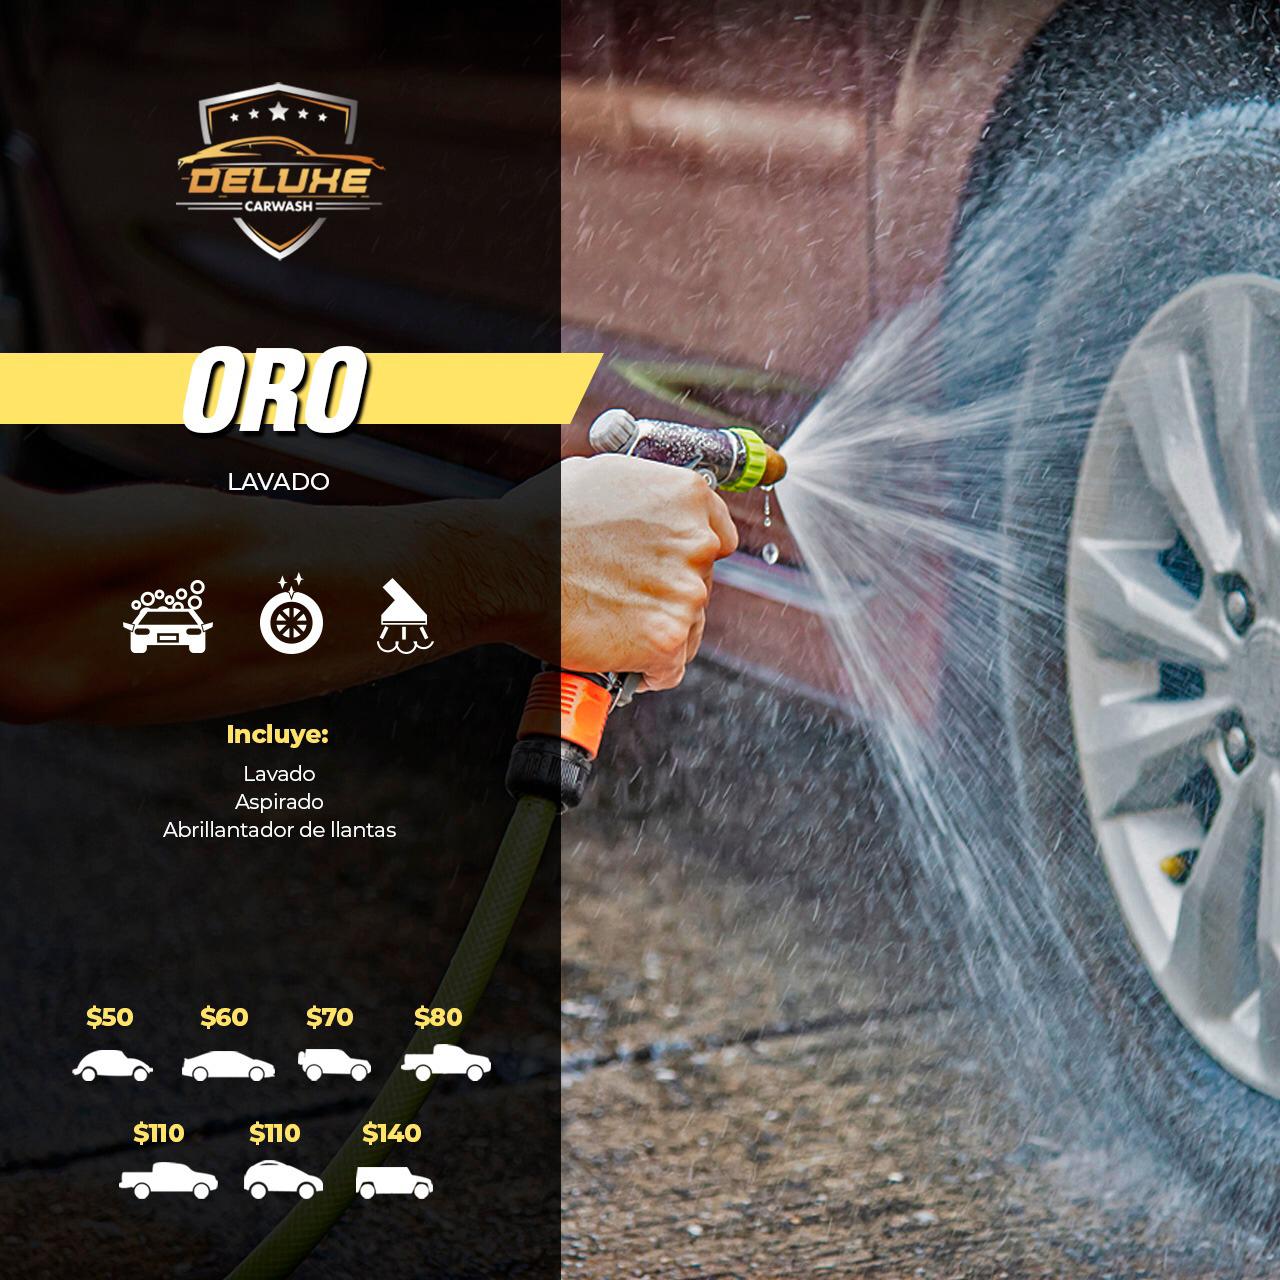 DELUXE
CARWASH
ORO
LAVADO
Incluye:
Lavado
Aspirado
Abrillantador de llantas
$50 $60 $70 $80
$110 $110 $140